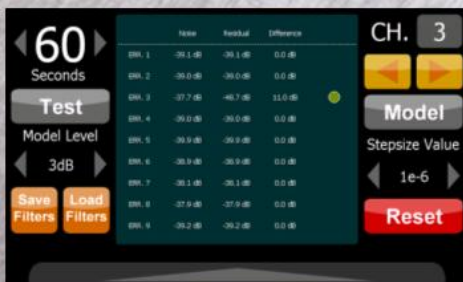 60
Seconds
Test
Model Level
3dB
Save Filters
Load Filters
Noise Residual Difference
ERR. 1 -39.1 dB -39.1 dB 0.0 dB
ERR. 2 -39.0 dB -39.0 dB 0.0 dB
ERR. 3 -37.7 dB -48.7 dB 11.0 dB
ERR. 4 -39.0 dB -39.0 dB 0.0 dB
ERR. 5 -39.9 dB -39.9 dB 0.0 dB
ERR. 6 -38.9 dB -38.9 dB 0.0 dB
ERR. 7 -38.1 dB -38.1 dB 0.0 dB
ERR. 8 -37.9 dB -37.9 dB 0.0 dB
ERR. 9 -39.2 dB -39.2 dB 0.0 dB
CH. 3
Model
Stepsize Value
1e-6
Reset